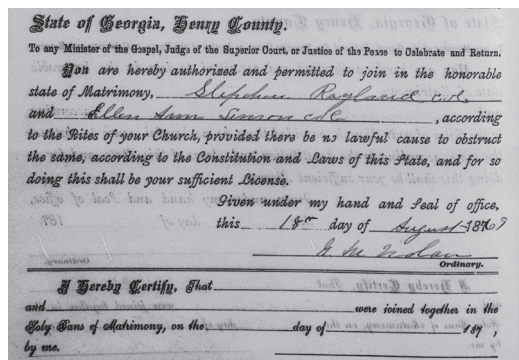 State of Georgia, Henry County.
To any Minister of the Gospel, Judge of the Superior Court, or Justice of the Peace to Celebrate and Return.
You are hereby authorized and permitted to join in the honorable
state of Matrimony, Stephen Ragland col
and Ellen Ann Simson col, according
to the Rites of your Church, provided there be no lawful cause to obstruct
the same, according to the Constitution and Laws of this State, and for so
doing this shall be your sufficient License.
Given under my hand and Seal of office,
this 18th day of August 187
Nolan
Ordinary.
I Hereby Certify, That
and were joined together in the
Holy Bans of Matrimony, on the day of 187 ,
by me.